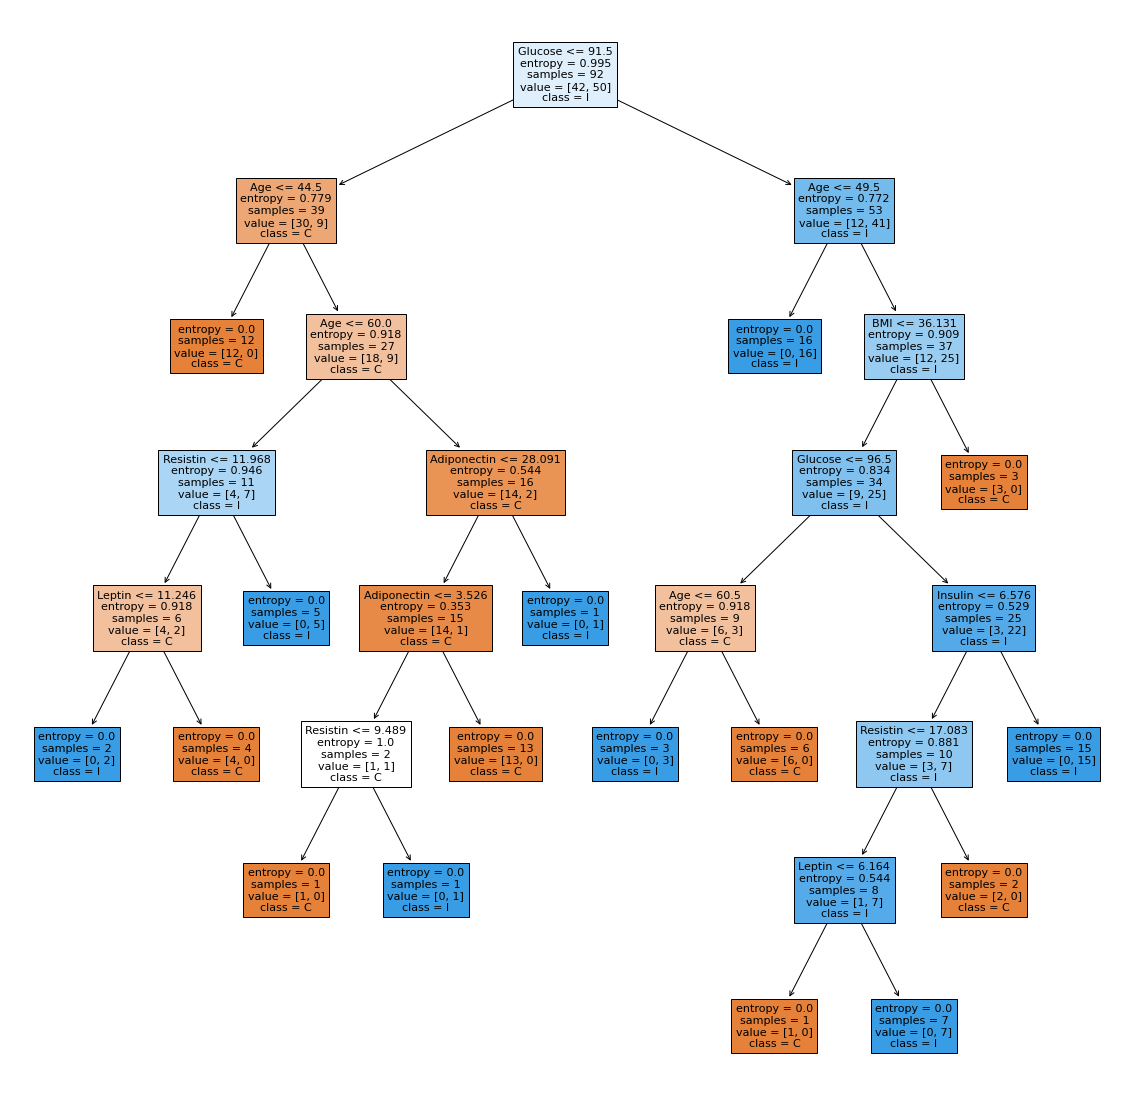 Glucose <= 91.5
entropy = 0.995
samples = 92
value = [42, 50]
class = I
Age <= 44.5
entropy = 0.779
samples = 39
value = [30, 9]
class = C
Age <= 49.5
entropy = 0.772
samples = 53
value = [12, 41]
class = I
entropy = 0.0
samples = 12
value = [12, 0]
class = C
Age <= 60.0
entropy = 0.918
samples = 27
value = [18, 9]
class = C
entropy = 0.0
samples = 16
value = [0, 16]
class = I
BMI <= 36.131
entropy = 0.909
samples = 37
value = [12, 25]
class = I
Resistin <= 11.968
entropy = 0.946
samples = 11
value = [4, 7]
class = I
Adiponectin <= 28.091
entropy = 0.544
samples = 16
value = [14, 2]
class = C
Glucose <= 96.5
entropy = 0.834
samples = 34
value = [9, 25]
class = I
entropy = 0.0
samples = 3
value = [3, 0]
class = C
Leptin <= 11.246
entropy = 0.918
samples = 6
value = [4, 2]
class = C
entropy = 0.0
samples = 5
value = [0, 5]
class = I
Adiponectin <= 3.526
entropy = 0.353
samples = 15
value = [14, 1]
class = C
entropy = 0.0
samples = 1
value = [0, 1]
class = I
Age <= 60.5
entropy = 0.918
samples = 9
value = [6, 3]
class = C
Insulin <= 6.576
entropy = 0.529
samples = 25
value = [3, 22]
class = I
entropy = 0.0
samples = 2
value = [0, 2]
class = I
entropy = 0.0
samples = 4
value = [4, 0]
class = C
Resistin <= 9.489
entropy = 1.0
samples = 2
value = [1, 1]
class = C
entropy = 0.0
samples = 13
value = [13, 0]
class = C
entropy = 0.0
samples = 3
value = [0, 3]
class = I
entropy = 0.0
samples = 6
value = [6, 0]
class = C
Resistin <= 17.083
entropy = 0.881
samples = 10
value = [3, 7]
class = I
entropy = 0.0
samples = 15
value = [0, 15]
class = I
entropy = 0.0
samples = 1
value = [1, 0]
class = C
entropy = 0.0
samples = 1
value = [0, 1]
class = I
Leptin <= 6.164
entropy = 0.544
samples = 8
value = [1, 7]
class = I
entropy = 0.0
samples = 2
value = [2, 0]
class = C
entropy = 0.0
samples = 1
value = [1, 0]
class = C
entropy = 0.0
samples = 7
value = [0, 7]
class = I